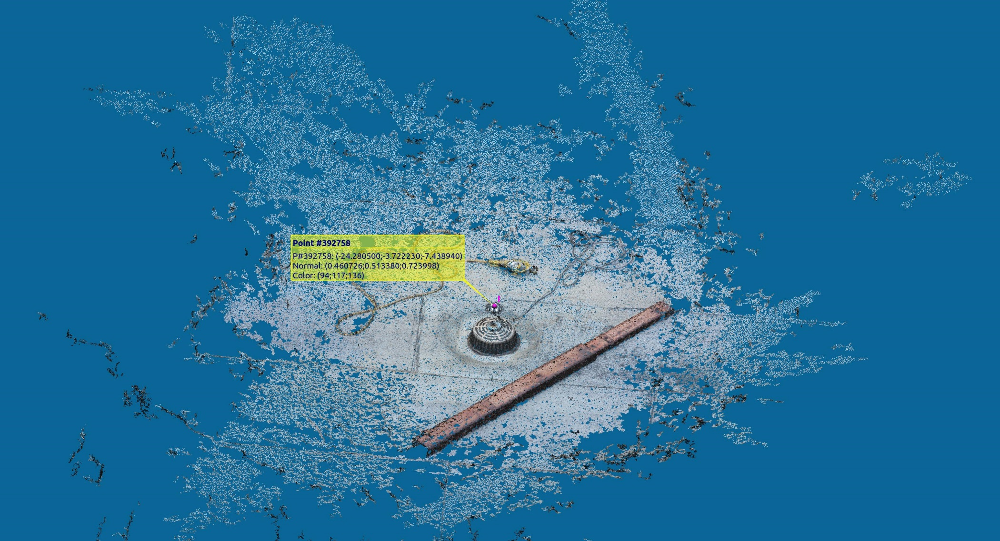 Point #392758
P#392758: (-24.280500;-3.722230;-7.438940)
Normal: (0.460726;0.513380;0.723998)
Color: (94;117;136)